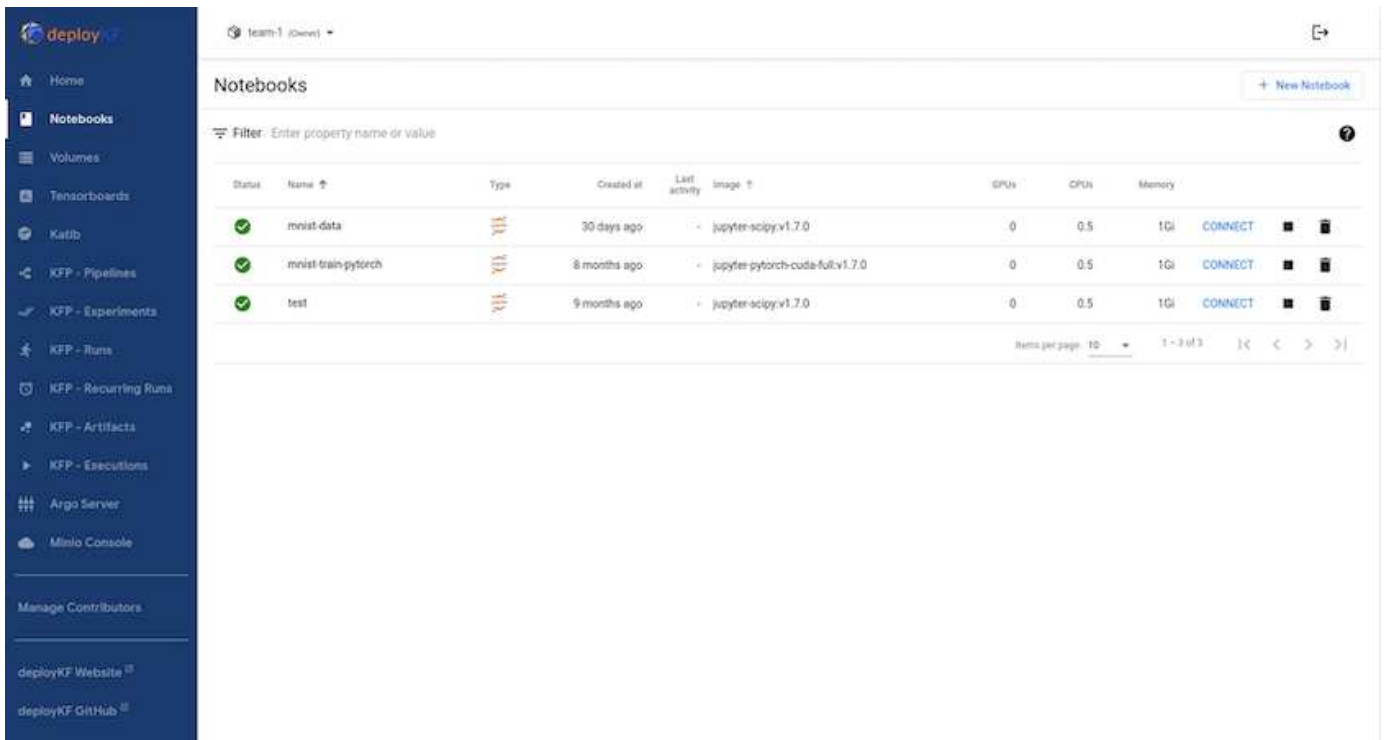 deployKF
team-1 (Owner)
Home
Notebooks
Volumes
Tensorboards
Katib
KFP - Pipelines
KFP - Experiments
KFP - Runs
KFP - Recurring Runs
KFP - Artifacts
KFP - Executions
Argo Server
Minio Console
Manage Contributors
deployKF Website
deployKF GitHub
Notebooks
+ New Notebook
Filter Enter property name or value
?
Status Name Type Created at Last activity Image GPUs CPUs Memory
mnist-data 30 days ago - jupyter-scipy:v1.7.0 0 0.5 1Gi CONNECT
mnist-train-pytorch 8 months ago - jupyter-pytorch-cuda-full:v1.7.0 0 0.5 1Gi CONNECT
test 9 months ago - jupyter-scipy:v1.7.0 0 0.5 1Gi CONNECT
Items per page: 10 1 - 3 of 3